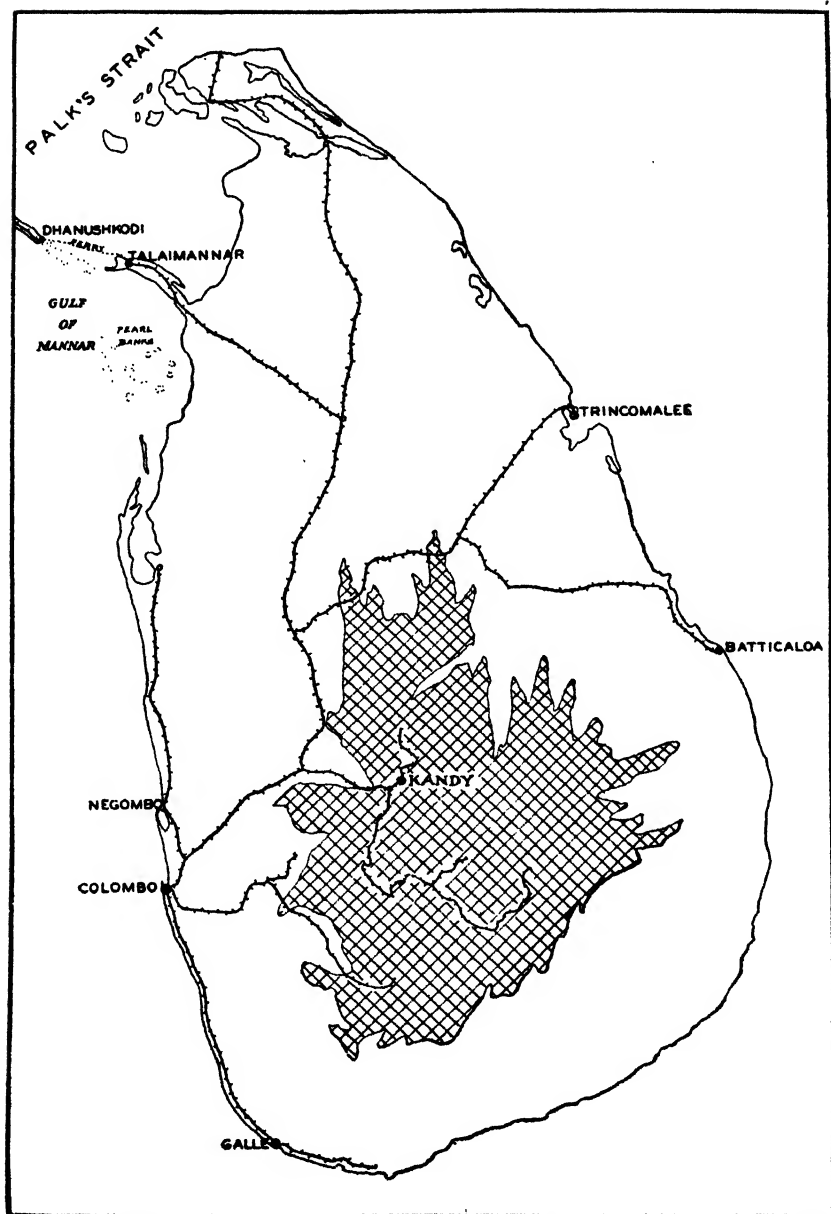 PALK'S STRAIT
DHANUSHKODI
FERRY
TALAIMANNAR
GULF
OF
MANNAR
PEARL
BANKS
TRINCOMALEE
BATTICALOA
KANDY
NEGOMBO
COLOMBO
GALLE